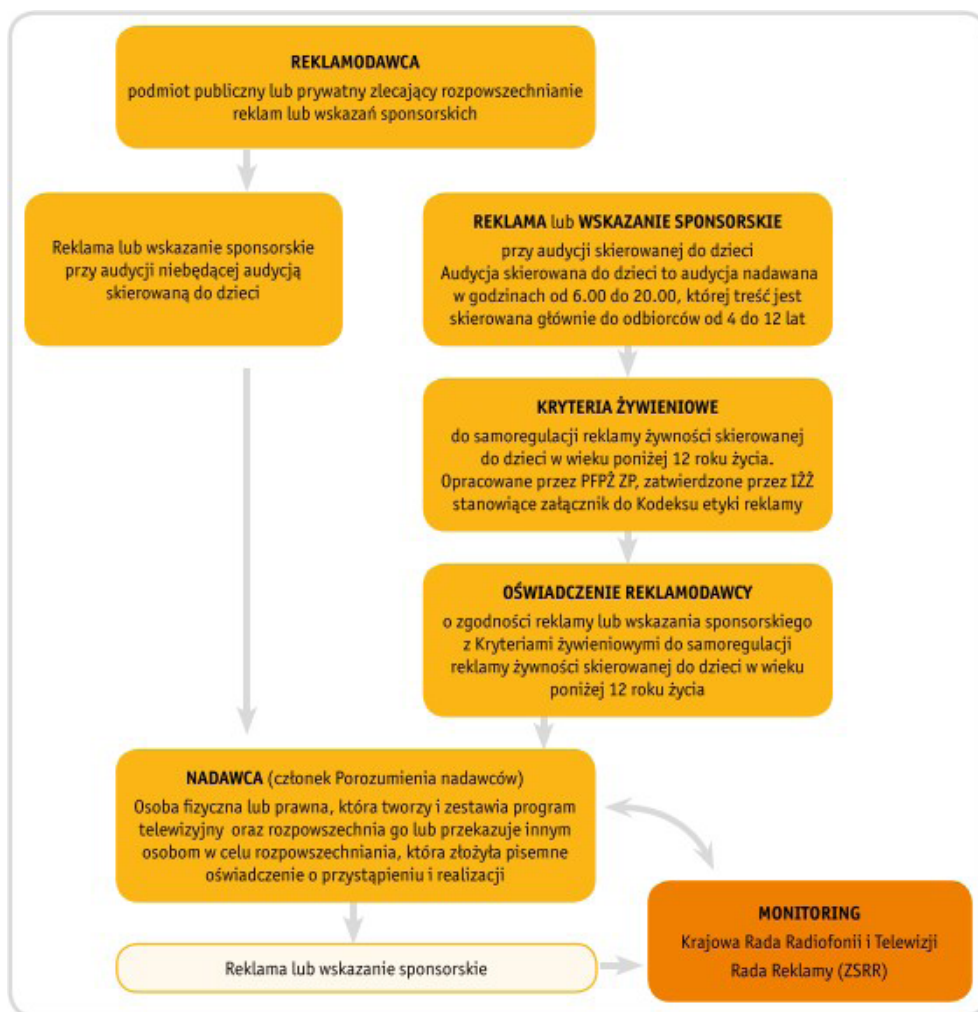 REKLAMODAWCA
podmiot publiczny lub prywatny zlecający rozpowszechnianie
reklam lub wskazań sponsorskich
Reklama lub wskazanie sponsorskie
przy audycji niebędącej audycją
skierowaną do dzieci
REKLAMA lub WSKAZANIE SPONSORSKIE
przy audycji skierowanej do dzieci
Audycja skierowana do dzieci to audycja nadawana
w godzinach od 6.00 do 20.00, której treść jest
skierowana głównie do odbiorców od 4 do 12 lat
KRYTERIA ŻYWIENIOWE
do samoregulacji reklamy żywności skierowanej
do dzieci w wieku poniżej 12 roku życia.
Opracowane przez PFPŻ ZP, zatwierdzone przez IŻŻ
stanowiące załącznik do Kodeksu etyki reklamy
OŚWIADCZENIE REKLAMODAWCY
o zgodności reklamy lub wskazania sponsorskiego
z Kryteriami żywieniowymi do samoregulacji
reklamy żywności skierowanej do dzieci w wieku
poniżej 12 roku życia
NADAWCA (członek Porozumienia nadawców)
Osoba fizyczna lub prawna, która tworzy i zestawia program
telewizyjny oraz rozpowszechnia go lub przekazuje innym
osobom w celu rozpowszechniania, która złożyła pisemne
oświadczenie o przystąpieniu i realizacji
Reklama lub wskazanie sponsorskie
MONITORING
Krajowa Rada Radiofonii i Telewizji
Rada Reklamy (ZSRR)